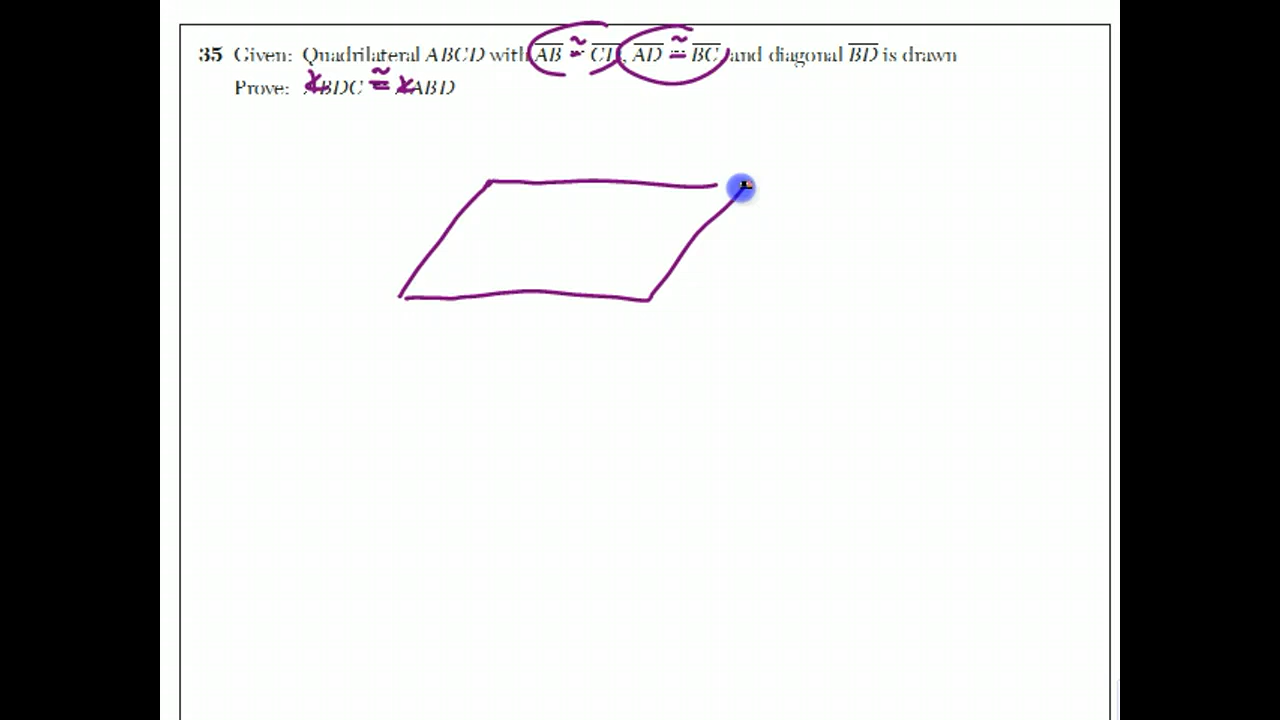 35 Given: Quadrilateral ABCD with AB ≅ CD, AD ≅ BC, and diagonal BD is drawn
Prove: ∠BDC ≅ ∠ABD